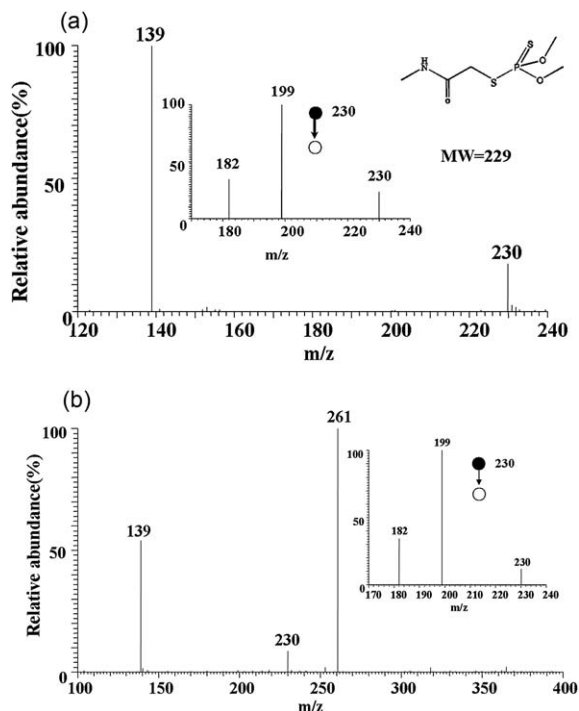 (a)
139
100
Relative abundance(%)
50
0
120 140 160 180 200 220 240
m/z
230
100
50
0
182
199
230
230
180 200 220 240
m/z
H
N
O
S
P
S
O
O
MW=229
(b)
261
100
Relative abundance(%)
50
0
139
230
100 150 200 250 300 350 400
m/z
100
50
0
182
199
230
230
170 180 190 200 210 220 230 240
m/z